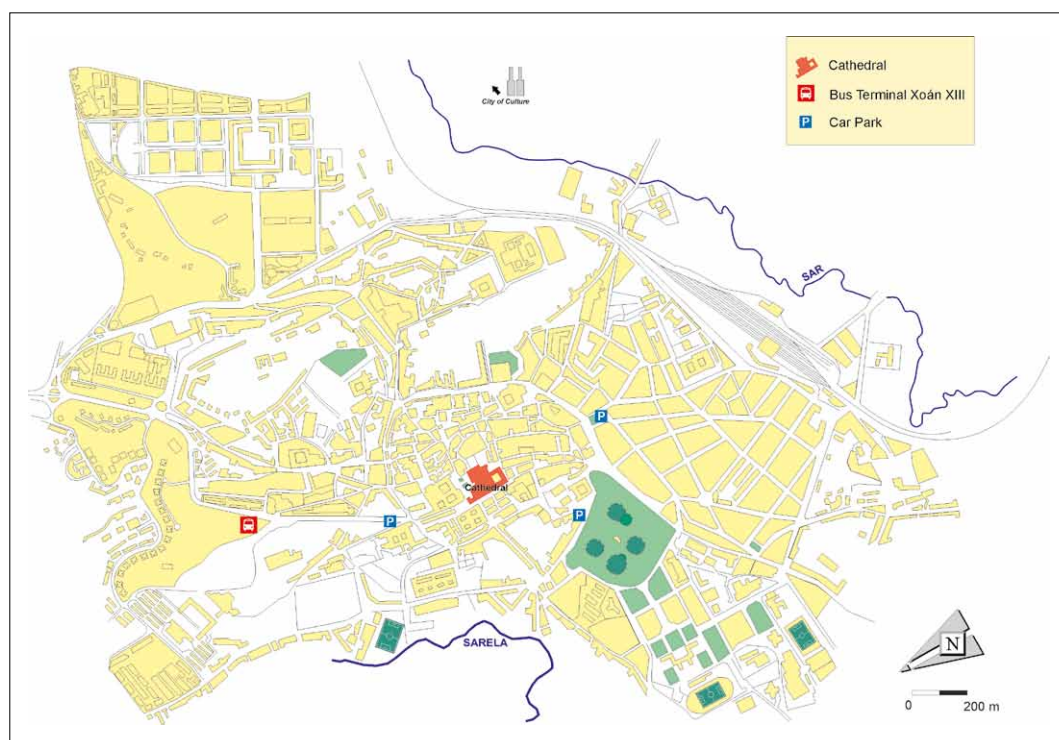 City of Culture
Cathedral
Bus Terminal Xoán XIII
P
Car Park
SAR
P
Cathedral
P
P
SARELA
N
0 200 m